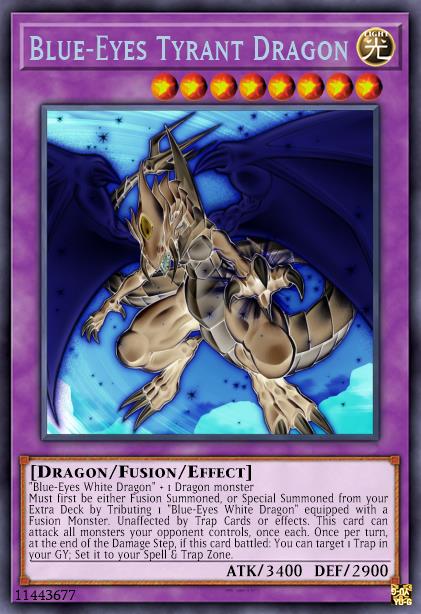 Blue-Eyes Tyrant Dragon
LIGHT
光
[Dragon/Fusion/Effect]
"Blue-Eyes White Dragon" + 1 Dragon monster
Must first be either Fusion Summoned, or Special Summoned from your
Extra Deck by Tributing 1 "Blue-Eyes White Dragon" equipped with a
Fusion Monster. Unaffected by Trap Cards or effects. This card can
attack all monsters your opponent controls, once each. Once per turn,
at the end of the Damage Step, if this card battled: You can target 1 Trap in
your GY; Set it to your Spell & Trap Zone.
ATK/3400 DEF/2900
11443677